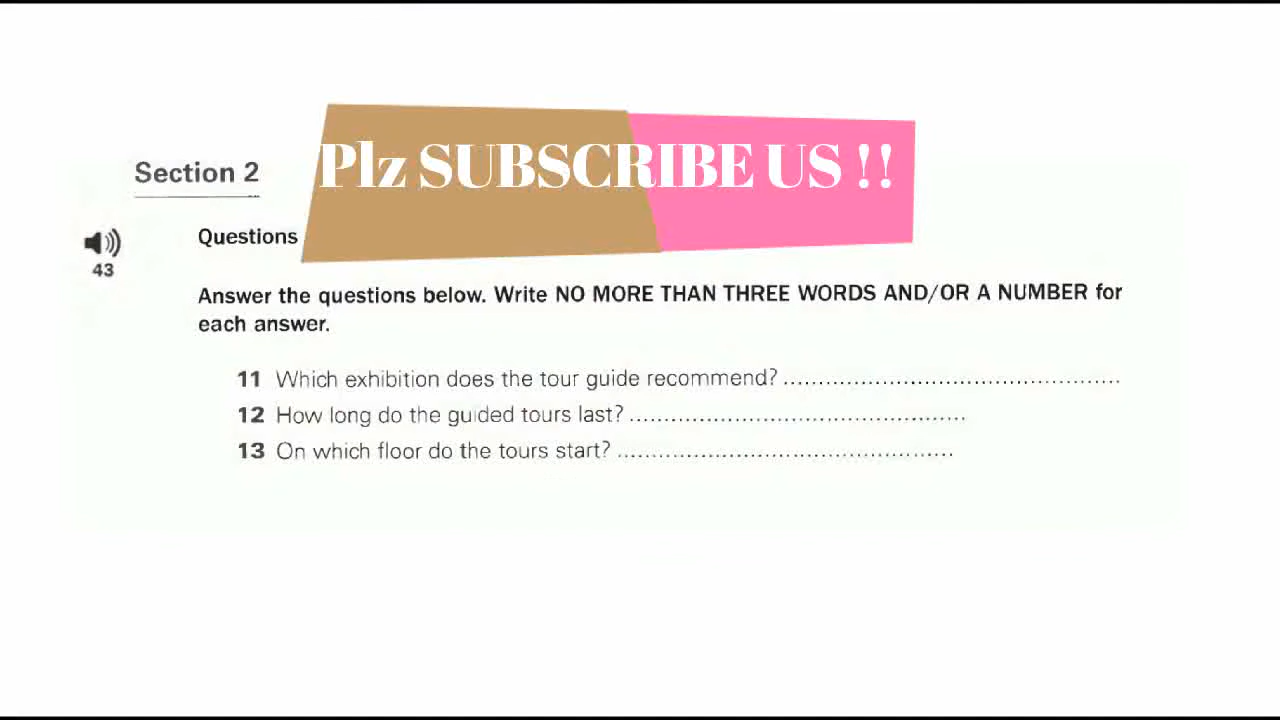 Plz SUBSCRIBE US !!
Section 2
43
Questions
Answer the questions below. Write NO MORE THAN THREE WORDS AND/OR A NUMBER for
each answer.
11 Which exhibition does the tour guide recommend? ................................................
12 How long do the guided tours last? ................................................
13 On which floor do the tours start? ................................................